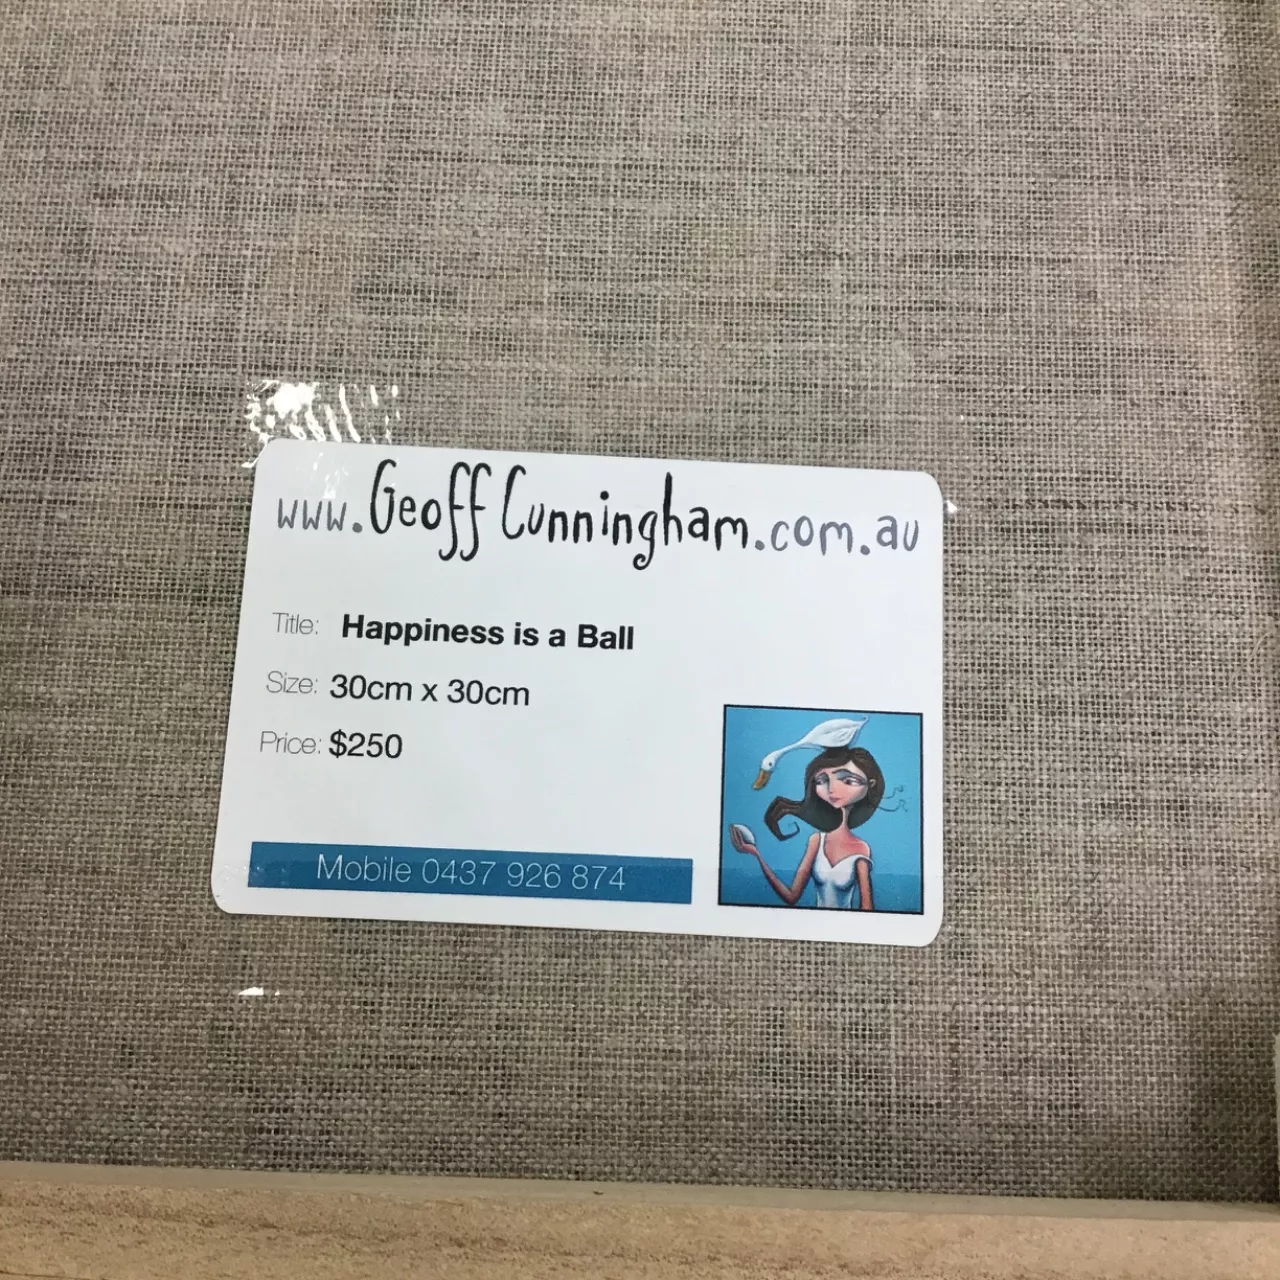 www.GeoffCunningham.com.au
Title: Happiness is a Ball
Size: 30cm x 30cm
Price: $250
Mobile 0437 926 874